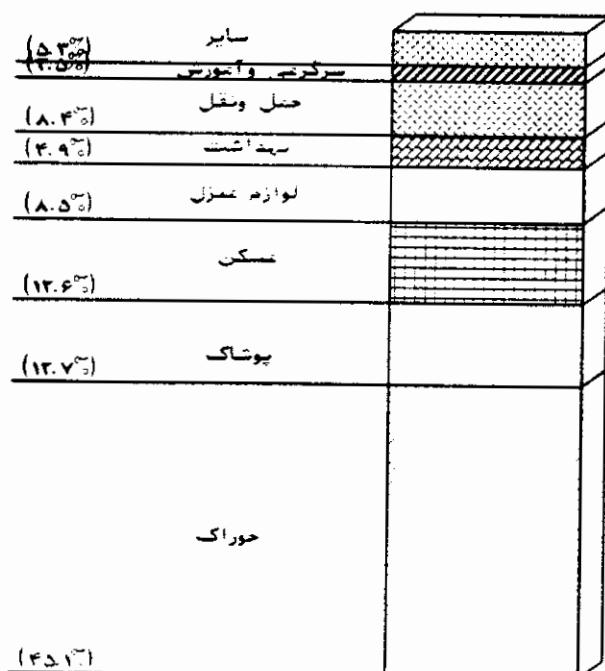 سایر (۵.۳%)
سرگرمی و آموزش (۲.۵%)
حمل ونقل (۸.۴%)
بهداشت (۴.۹%)
لوازم منزل (۸.۵%)
مسکن (۱۲.۶%)
پوشاک (۱۲.۷%)
خوراک (۴۵.۱%)